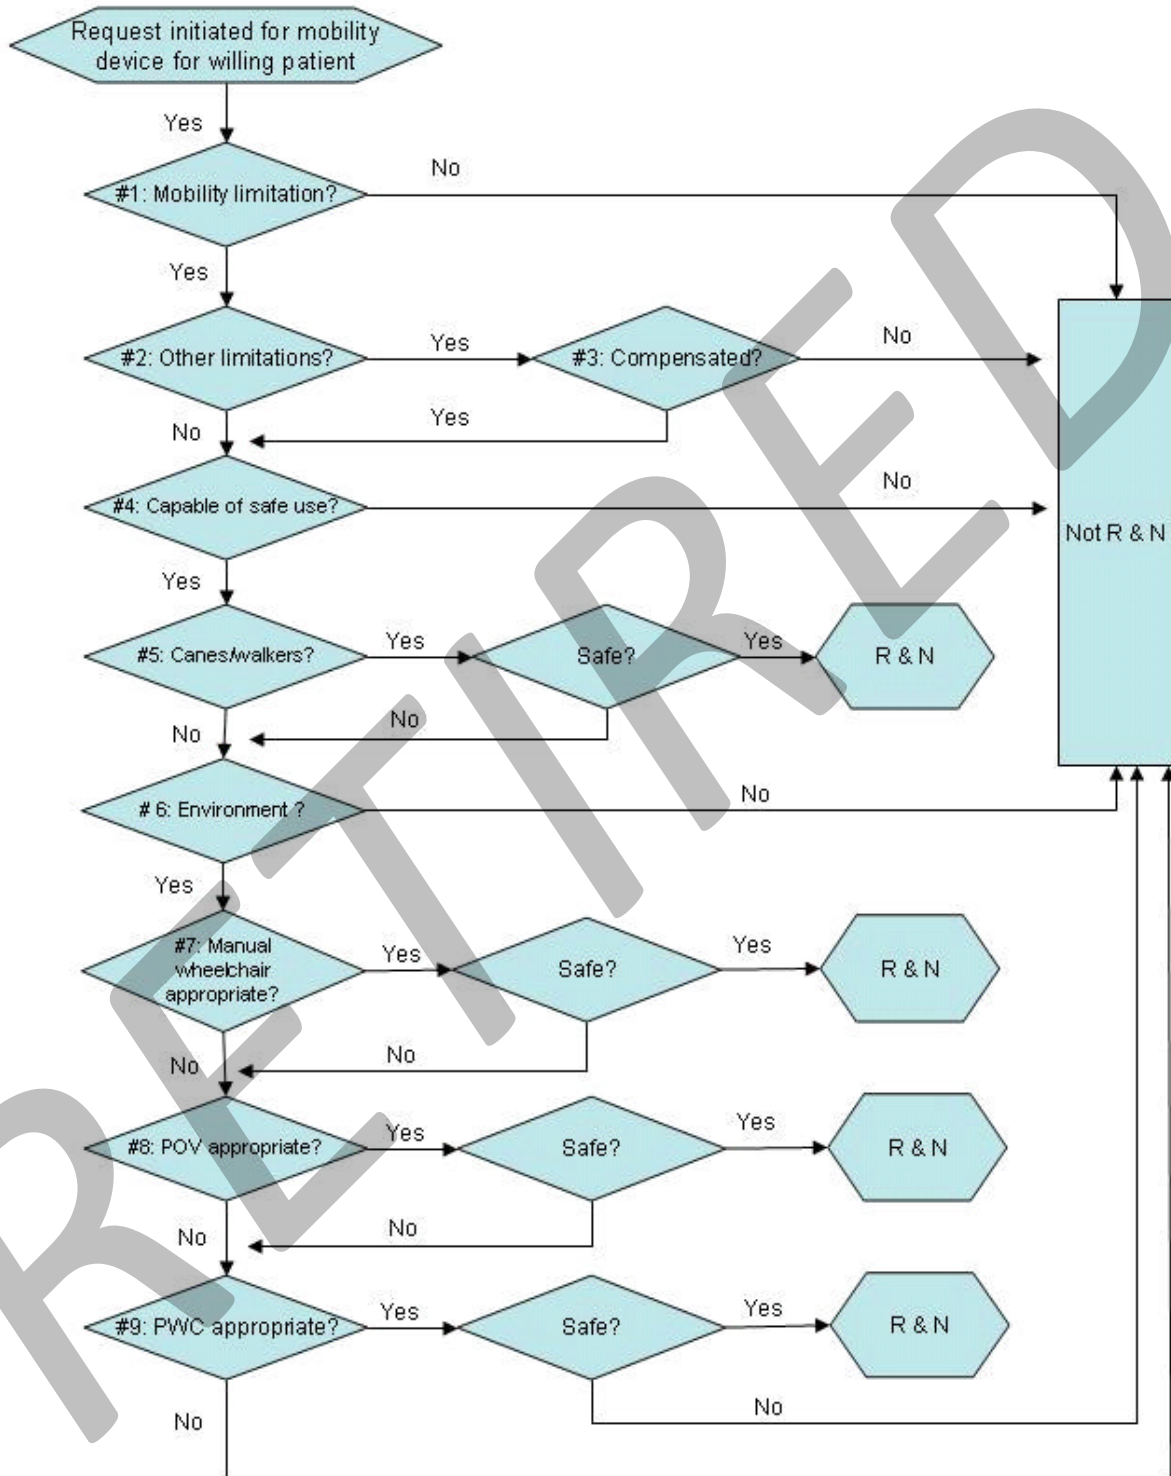 Request initiated for mobility
device for willing patient
Yes
No
#1: Mobility limitation?
Yes
#2: Other limitations?
Yes
#3: Compensated?
No
No
Yes
#4: Capable of safe use?
No
Not R & N
Yes
#5: Canes/walkers?
Yes
Safe?
Yes
R & N
No
No
# 6: Environment ?
No
Yes
#7: Manual
wheelchair
appropriate?
Yes
Safe?
Yes
R & N
No
No
#8: POV appropriate?
Yes
Safe?
Yes
R & N
No
No
#9: PWC appropriate?
Yes
Safe?
Yes
R & N
No
No
RETIRED